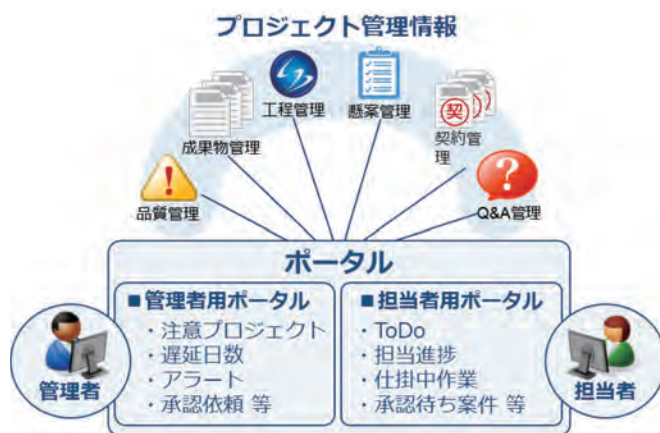 プロジェクト管理情報
工程管理
懸案管理
成果物管理
契
契約管
理
品質管理
?
Q&A管理
ポータル
■管理者用ポータル
・注意プロジェクト
・遅延日数
・アラート
・承認依頼 等
■担当者用ポータル
・ToDo
・担当進捗
・仕掛中作業
・承認待ち案件 等
管理者
担当者